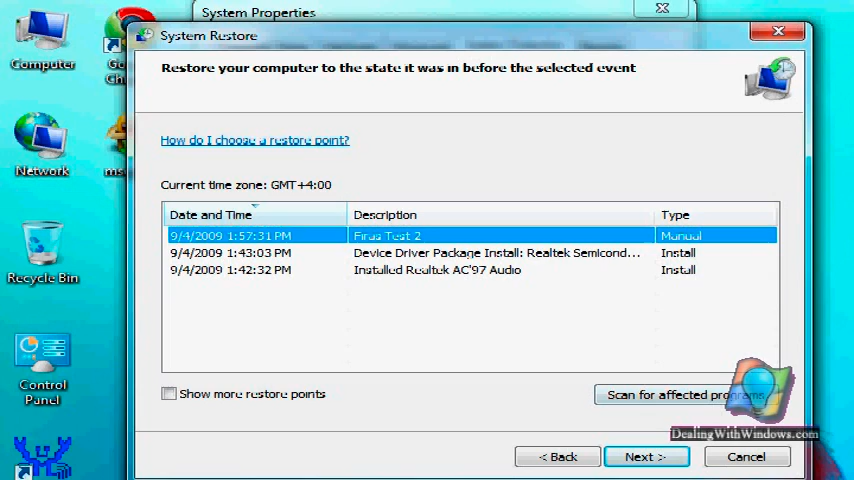 System Properties
System Restore
Restore your computer to the state it was in before the selected event
How do I choose a restore point?
Current time zone: GMT+4:00
Date and Time Description Type
9/4/2009 1:57:31 PM Firas Test 2 Manual
9/4/2009 1:43:03 PM Device Driver Package Install: Realtek Semicond... Install
9/4/2009 1:42:32 PM Installed Realtek AC'97 Audio Install
Show more restore points
Scan for affected programs
DealingWithWindows.com
< Back Next > Cancel
Computer
Network
Recycle Bin
Control
Panel